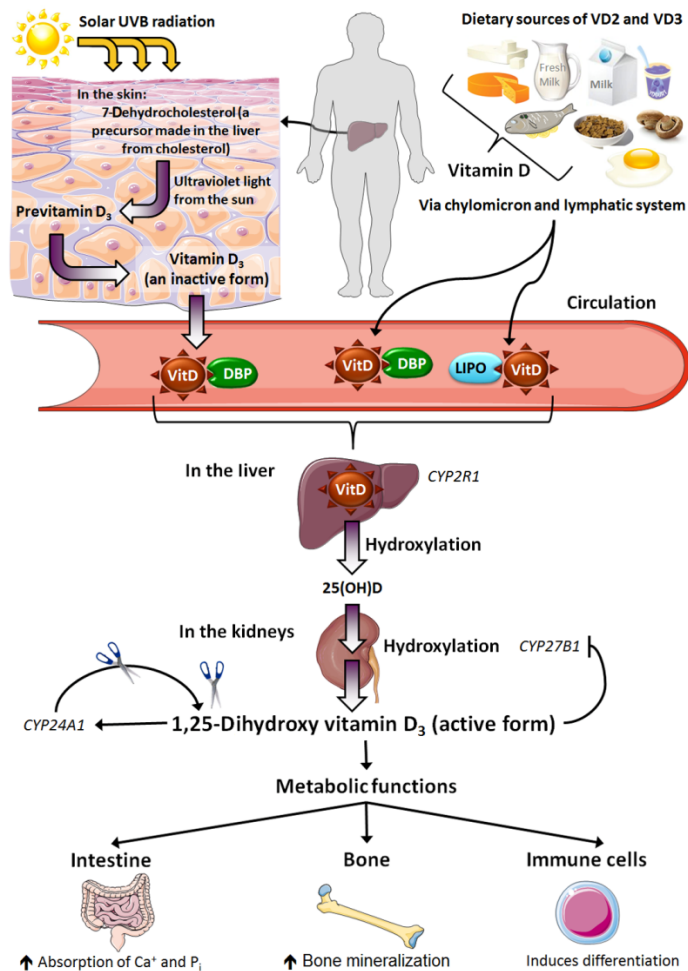 Solar UVB radiation
Dietary sources of VD2 and VD3
In the skin:
7-Dehydrocholesterol (a
precursor made in the liver
from cholesterol)
Fresh
Milk
Milk
Ultraviolet light
from the sun
Previtamin D₃
Vitamin D
Via chylomicron and lymphatic system
Vitamin D₃
(an inactive form)
Circulation
VitD
DBP
VitD
DBP
LIPO
VitD
In the liver
CYP2R1
VitD
Hydroxylation
25(OH)D
In the kidneys
Hydroxylation
CYP27B1
CYP24A1
1,25-Dihydroxy vitamin D₃ (active form)
Metabolic functions
Intestine
Bone
Immune cells
↑ Absorption of Ca⁺ and Pᵢ
↑ Bone mineralization
Induces differentiation